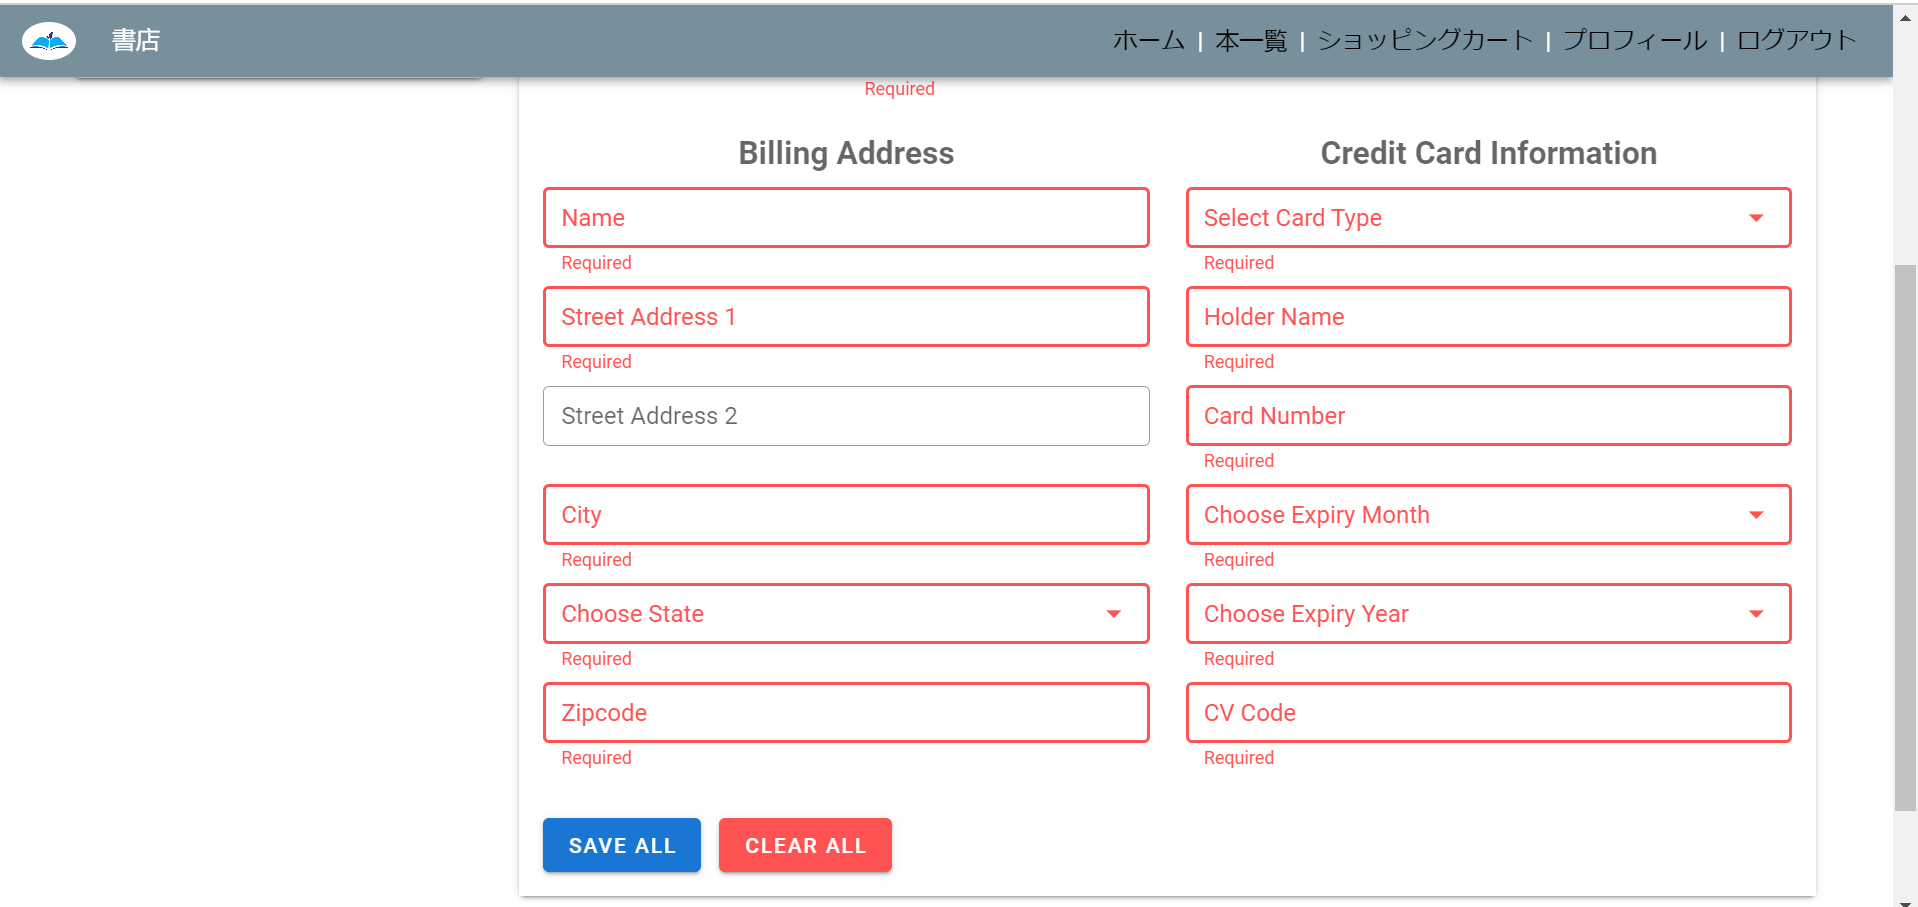 書店
ホーム | 本一覧 | ショッピングカート | プロフィール | ログアウト
Required
Billing Address
Name
Required
Street Address 1
Required
Street Address 2
City
Required
Choose State
Required
Zipcode
Required
Credit Card Information
Select Card Type
Required
Holder Name
Required
Card Number
Required
Choose Expiry Month
Required
Choose Expiry Year
Required
CV Code
Required
SAVE ALL
CLEAR ALL